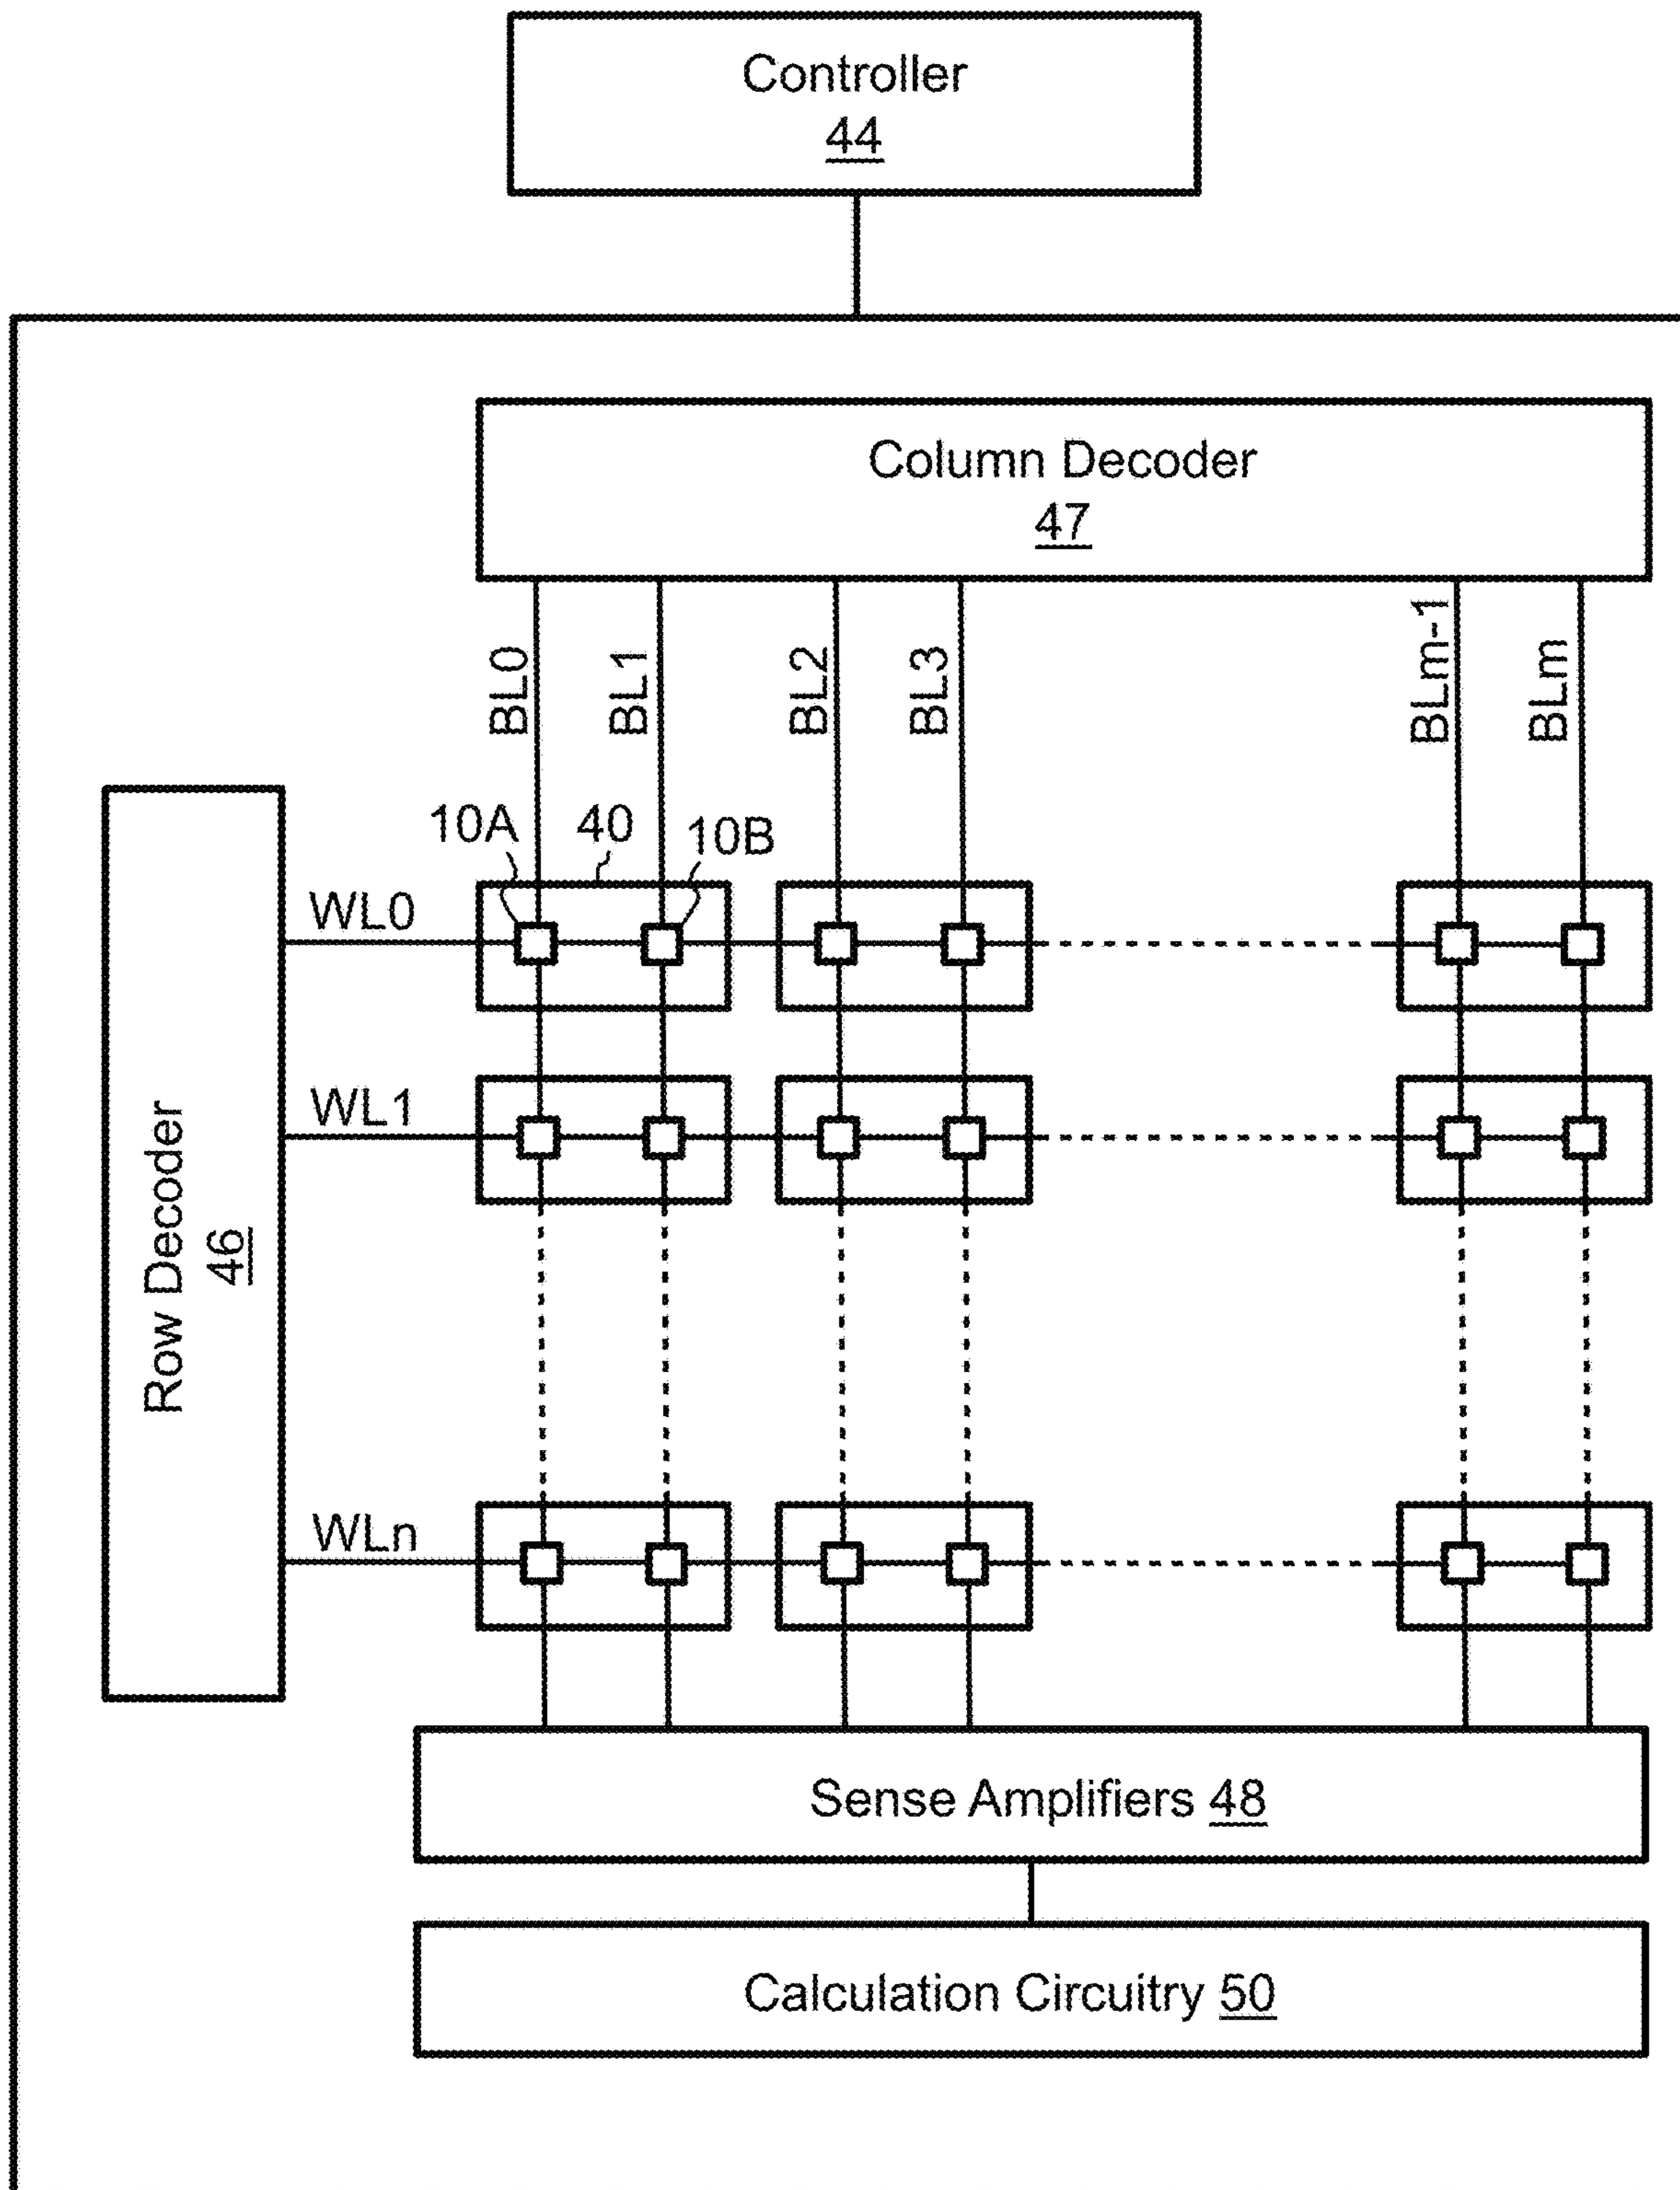 Controller
44
Column Decoder
47
BL0
BL1
BL2
BL3
BLm-1
BLm
10A
40
10B
WL0
WL1
Row Decoder
46
WLn
Sense Amplifiers 48
Calculation Circuitry 50